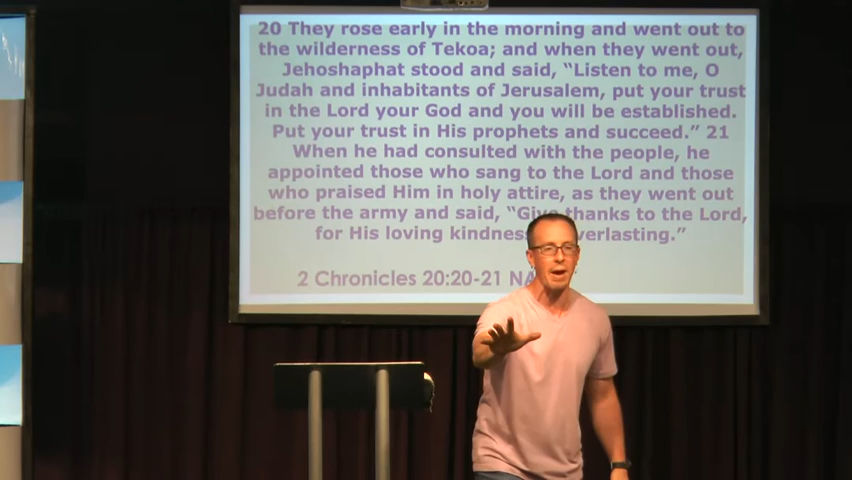 20 They rose early in the morning and went out to
the wilderness of Tekoa; and when they went out,
Jehoshaphat stood and said, “Listen to me, O
Judah and inhabitants of Jerusalem, put your trust
in the Lord your God and you will be established.
Put your trust in His prophets and succeed.” 21
When he had consulted with the people, he
appointed those who sang to the Lord and those
who praised Him in holy attire, as they went out
before the army and said, “Give thanks to the Lord,
for His loving kindness verlasting.”
2 Chronicles 20:20-21 NA